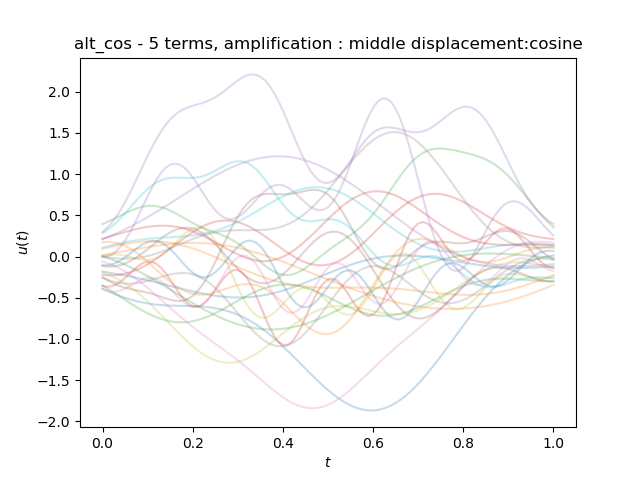 alt_cos - 5 terms, amplification : middle displacement:cosine
2.0
1.5
1.0
0.5
0.0
−0.5
−1.0
−1.5
−2.0
u(t)
0.0 0.2 0.4 0.6 0.8 1.0
t